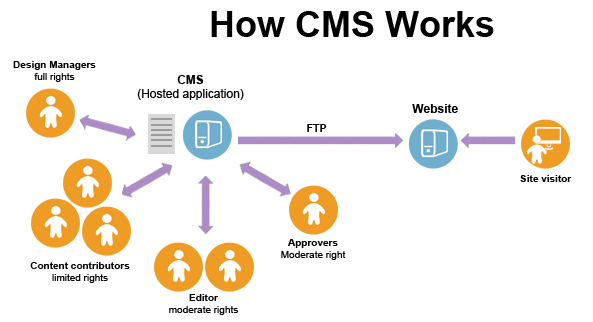 How CMS Works
Design Managers
full rights
CMS
(Hosted application)
FTP
Website
Site visitor
Content contributors
limited rights
Editor
moderate rights
Approvers
Moderate right